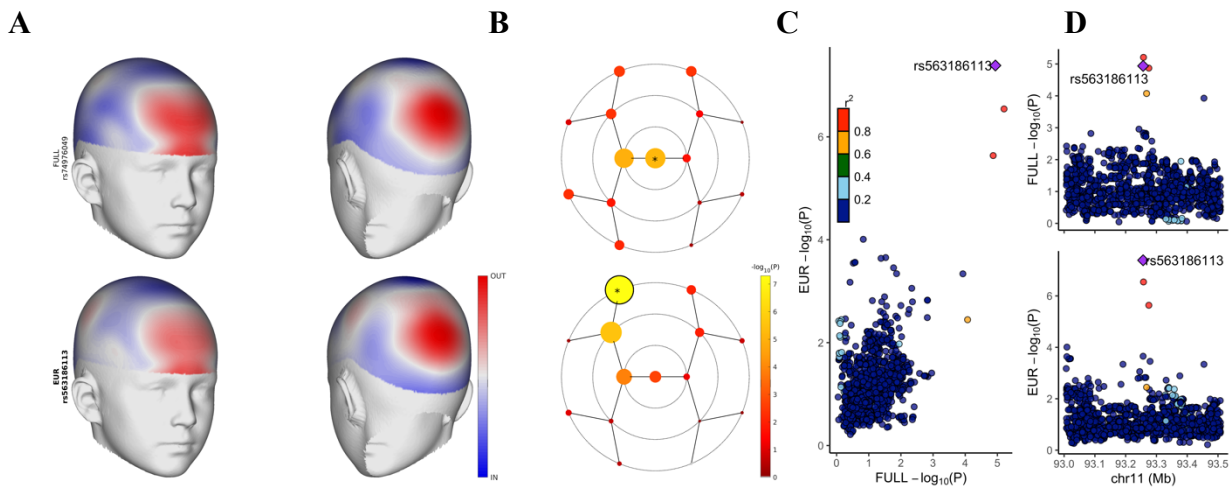 A
B
C
D
FULL
rs74976049
EUR
rs563186113
OUT
IN
*
*
-log10(P)
7
6
5
4
3
2
1
0
rs563186113
r2
0.8
0.6
0.4
0.2
EUR −log10(P)
6
4
2
0
0 1 2 3 4 5
FULL −log10(P)
rs563186113
FULL −log10(P)
5
4
3
2
1
0
rs563186113
EUR −log10(P)
6
4
2
0
93.0 93.1 93.2 93.3 93.4 93.5
chr11 (Mb)